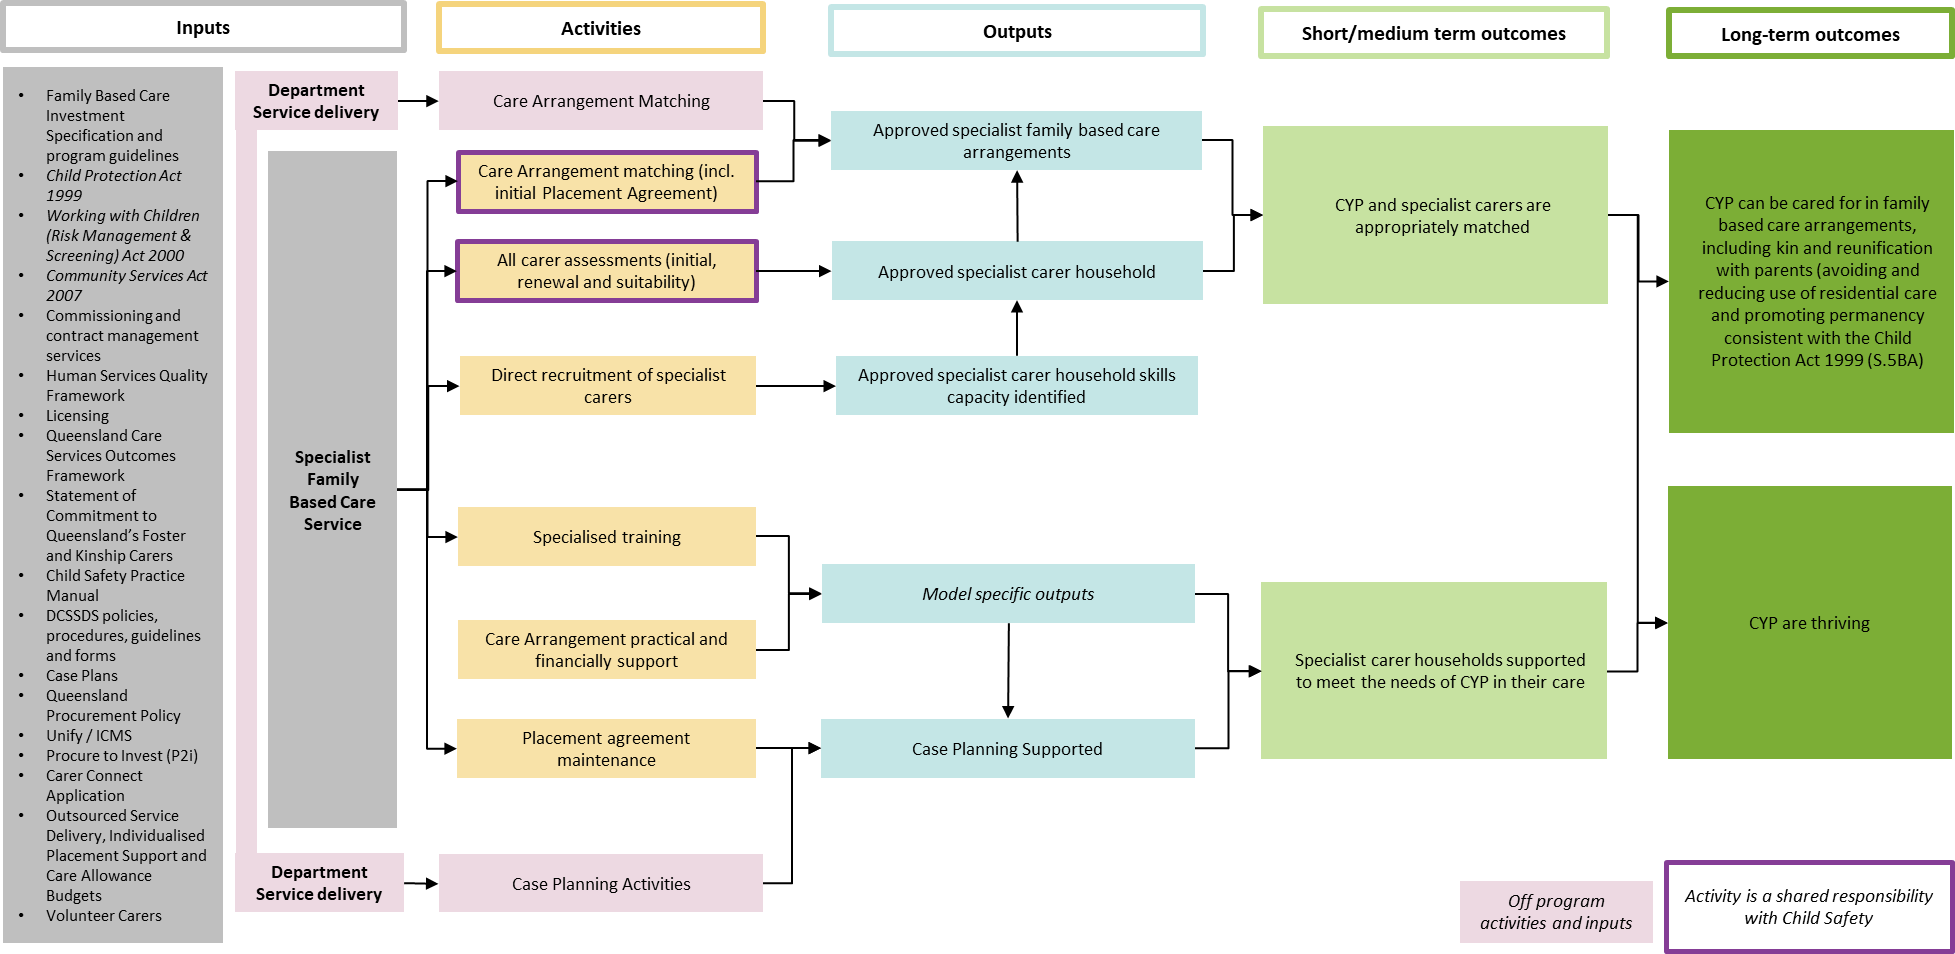 Inputs
Activities
Outputs
Short/medium term outcomes
Long-term outcomes
• Family Based Care
Investment
Specification and
program guidelines
• Child Protection Act
1999
• Working with Children
(Risk Management &
Screening) Act 2000
• Community Services Act
2007
• Commissioning and
contract management
services
• Human Services Quality
Framework
• Licensing
• Queensland Care
Services Outcomes
Framework
• Statement of
Commitment to
Queensland's Foster
and Kinship Carers
• Child Safety Practice
Manual
• DCSSDS policies,
procedures, guidelines
and forms
• Case Plans
• Queensland
Procurement Policy
• Unify / ICMS
• Procure to Invest (P2i)
• Carer Connect
Application
• Outsourced Service
Delivery, Individualised
Placement Support and
Care Allowance
Budgets
• Volunteer Carers
Department
Service delivery
Specialist
Family
Based Care
Service
Department
Service delivery
Care Arrangement Matching
Care Arrangement matching (incl.
initial Placement Agreement)
All carer assessments (initial,
renewal and suitability)
Direct recruitment of specialist
carers
Specialised training
Care Arrangement practical and
financially support
Placement agreement
maintenance
Case Planning Activities
Approved specialist family based care
arrangements
Approved specialist carer household
Approved specialist carer household skills
capacity identified
Model specific outputs
Case Planning Supported
CYP and specialist carers are
appropriately matched
Specialist carer households supported
to meet the needs of CYP in their care
CYP can be cared for in family
based care arrangements,
including kin and reunification
with parents (avoiding and
reducing use of residential care
and promoting permanency
consistent with the Child
Protection Act 1999 (S.5BA)
CYP are thriving
Off program
activities and inputs
Activity is a shared responsibility
with Child Safety